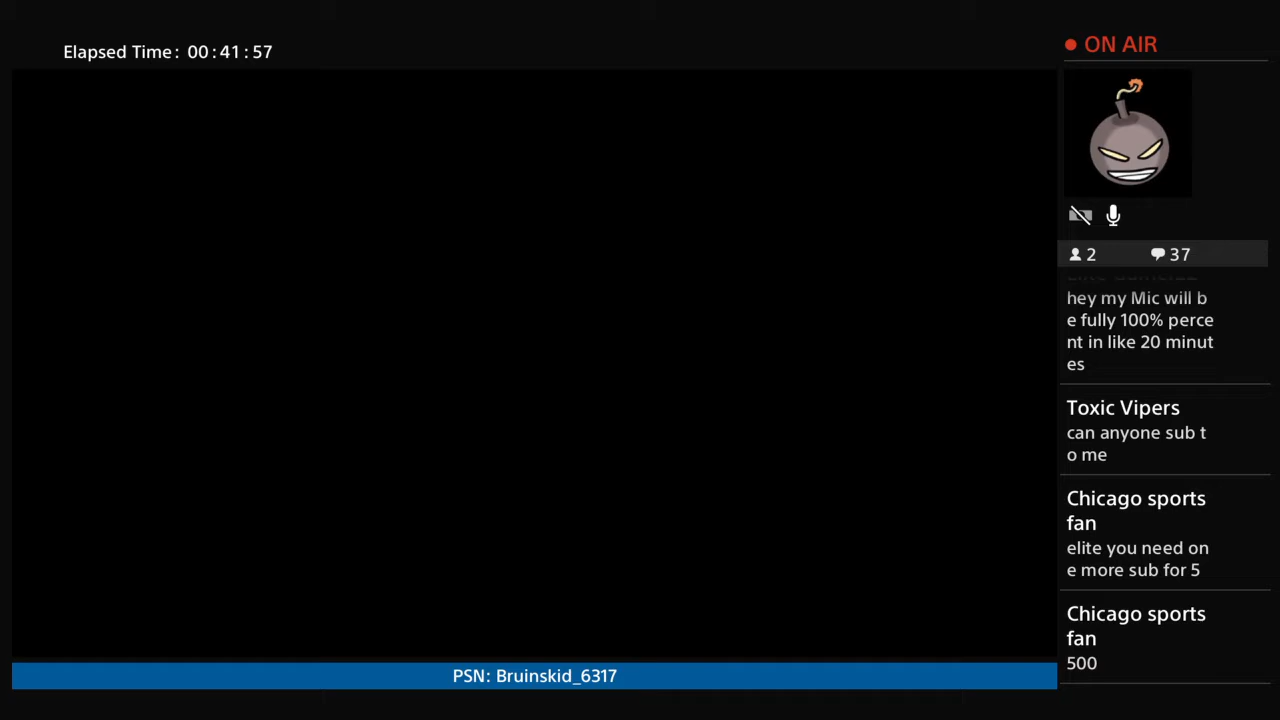 Elapsed Time: 00:41:57
ON AIR
2 37
hey my Mic will b
e fully 100% perce
nt in like 20 minut
es
Toxic Vipers
can anyone sub t
o me
Chicago sports
fan
elite you need on
e more sub for 5
Chicago sports
fan
500
PSN: Bruinskid_6317